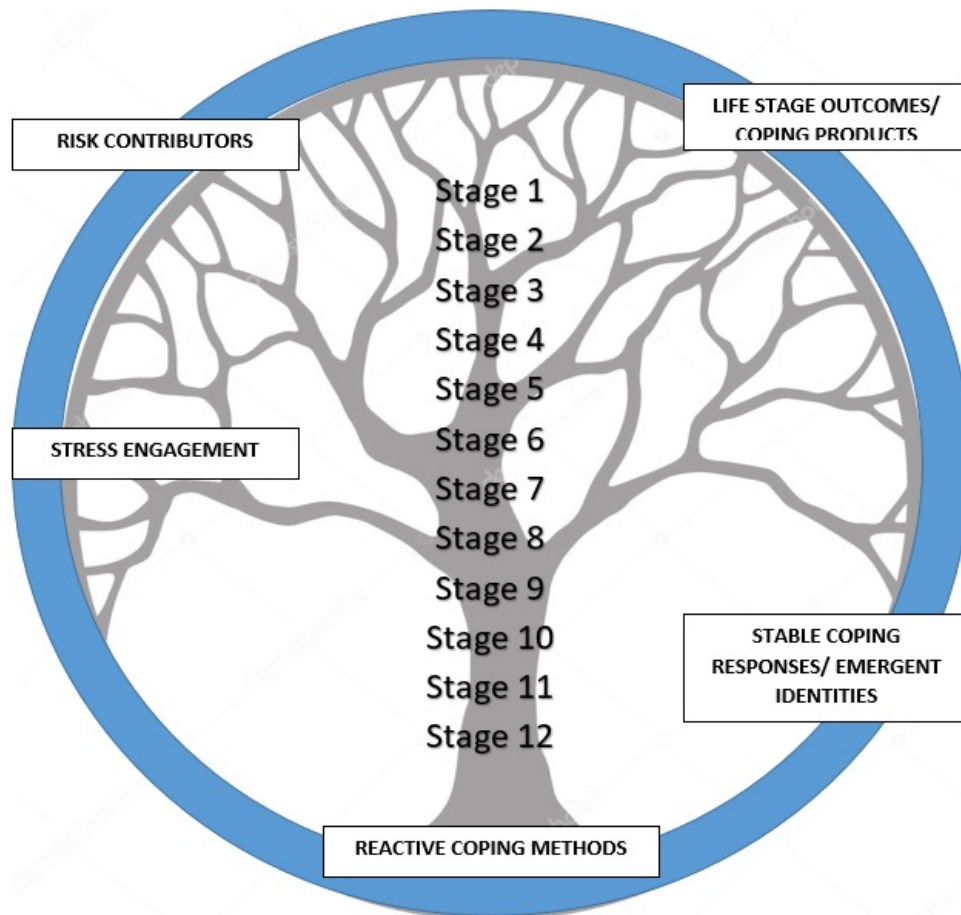 RISK CONTRIBUTORS
LIFE STAGE OUTCOMES/
COPING PRODUCTS
Stage 1
Stage 2
Stage 3
Stage 4
Stage 5
Stage 6
STRESS ENGAGEMENT
Stage 7
Stage 8
Stage 9
Stage 10
Stage 11
Stage 12
STABLE COPING
RESPONSES/ EMERGENT
IDENTITIES
REACTIVE COPING METHODS